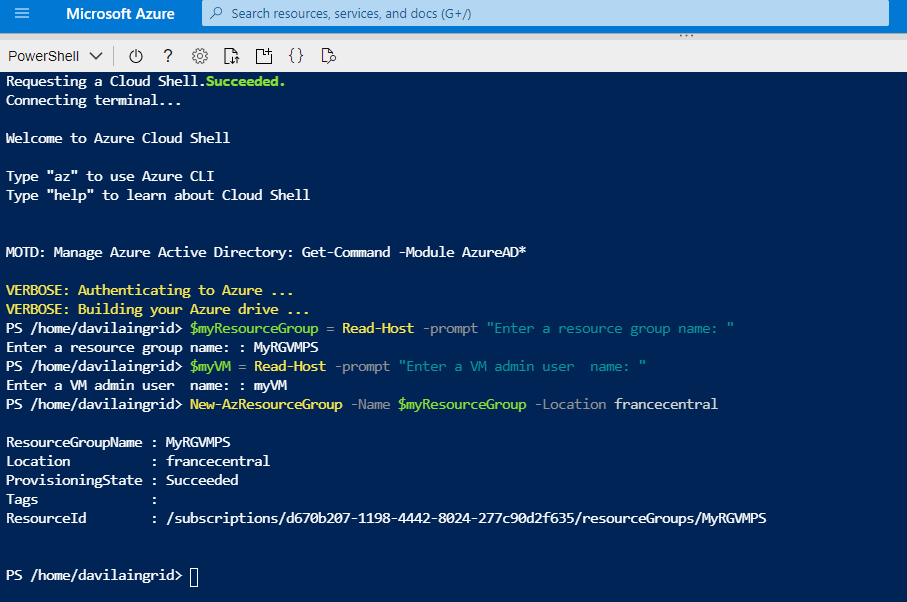 Microsoft Azure
Search resources, services, and docs (G+/)
PowerShell
Requesting a Cloud Shell.Succeeded.
Connecting terminal...
Welcome to Azure Cloud Shell
Type "az" to use Azure CLI
Type "help" to learn about Cloud Shell
MOTD: Manage Azure Active Directory: Get-Command -Module AzureAD*
VERBOSE: Authenticating to Azure ...
VERBOSE: Building your Azure drive ...
PS /home/davilaingrid> $myResourceGroup = Read-Host -prompt "Enter a resource group name: "
Enter a resource group name: : MyRGVMPS
PS /home/davilaingrid> $myVM = Read-Host -prompt "Enter a VM admin user  name: "
Enter a VM admin user  name: : myVM
PS /home/davilaingrid> New-AzResourceGroup -Name $myResourceGroup -Location francecentral
ResourceGroupName : MyRGVMPS
Location          : francecentral
ProvisioningState : Succeeded
Tags              :
ResourceId        : /subscriptions/d670b207-1198-4442-8024-277c90d2f635/resourceGroups/MyRGVMPS
PS /home/davilaingrid>